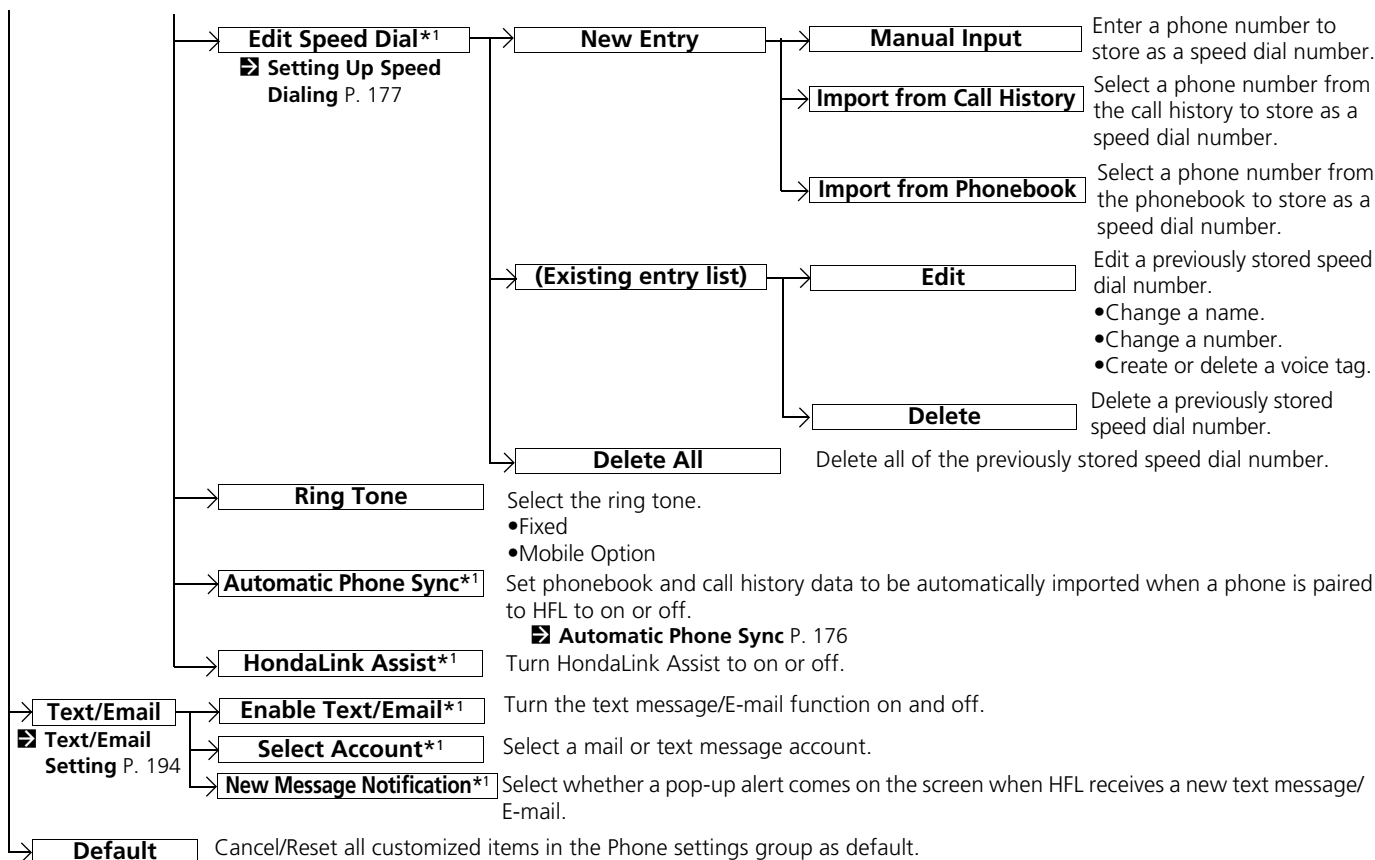 Edit Speed Dial*1
➔ Setting Up Speed
Dialing P. 177
New Entry
Manual Input
Enter a phone number to
store as a speed dial number.
Import from Call History
Select a phone number from
the call history to store as a
speed dial number.
Import from Phonebook
Select a phone number from
the phonebook to store as a
speed dial number.
(Existing entry list)
Edit
Edit a previously stored speed
dial number.
•Change a name.
•Change a number.
•Create or delete a voice tag.
Delete
Delete a previously stored
speed dial number.
Delete All
Delete all of the previously stored speed dial number.
Ring Tone
Select the ring tone.
•Fixed
•Mobile Option
Automatic Phone Sync*1
Set phonebook and call history data to be automatically imported when a phone is paired
to HFL to on or off.
➔ Automatic Phone Sync P. 176
HondaLink Assist*1
Turn HondaLink Assist to on or off.
Text/Email
➔ Text/Email
Setting P. 194
Enable Text/Email*1
Turn the text message/E-mail function on and off.
Select Account*1
Select a mail or text message account.
New Message Notification*1
Select whether a pop-up alert comes on the screen when HFL receives a new text message/
E-mail.
Default
Cancel/Reset all customized items in the Phone settings group as default.